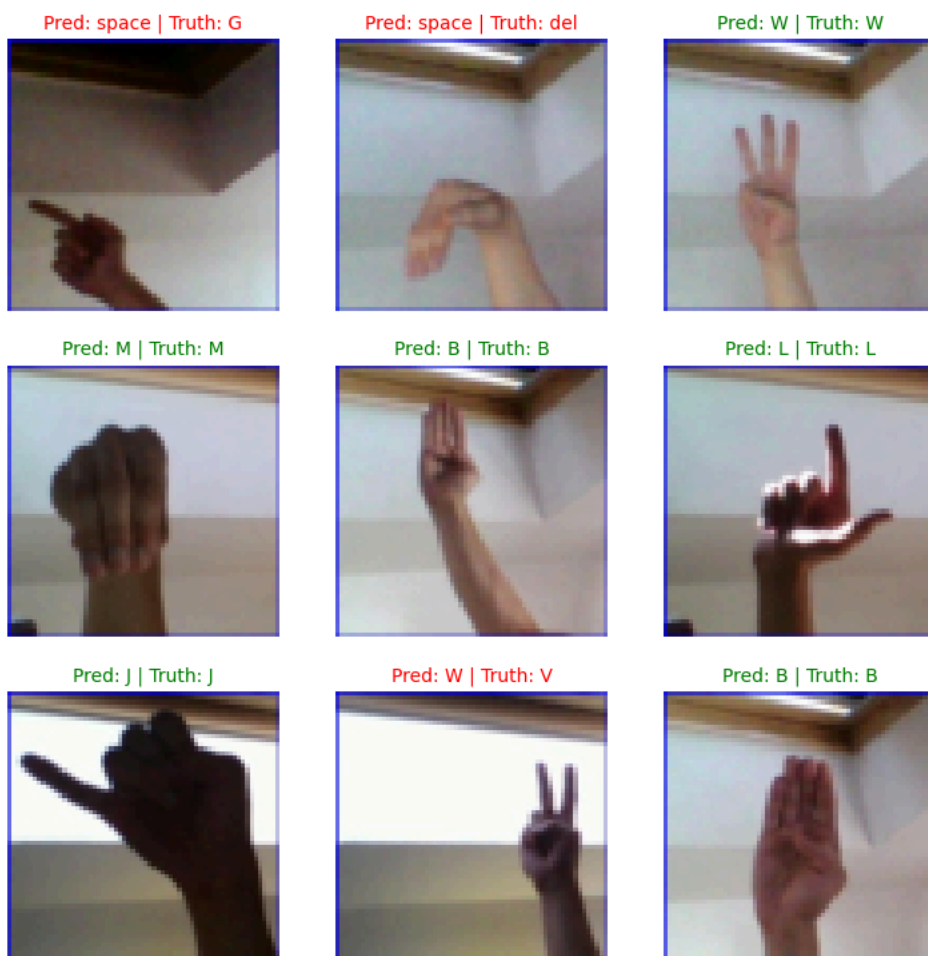 Pred: space | Truth: G
Pred: space | Truth: del
Pred: W | Truth: W
Pred: M | Truth: M
Pred: B | Truth: B
Pred: L | Truth: L
Pred: J | Truth: J
Pred: W | Truth: V
Pred: B | Truth: B